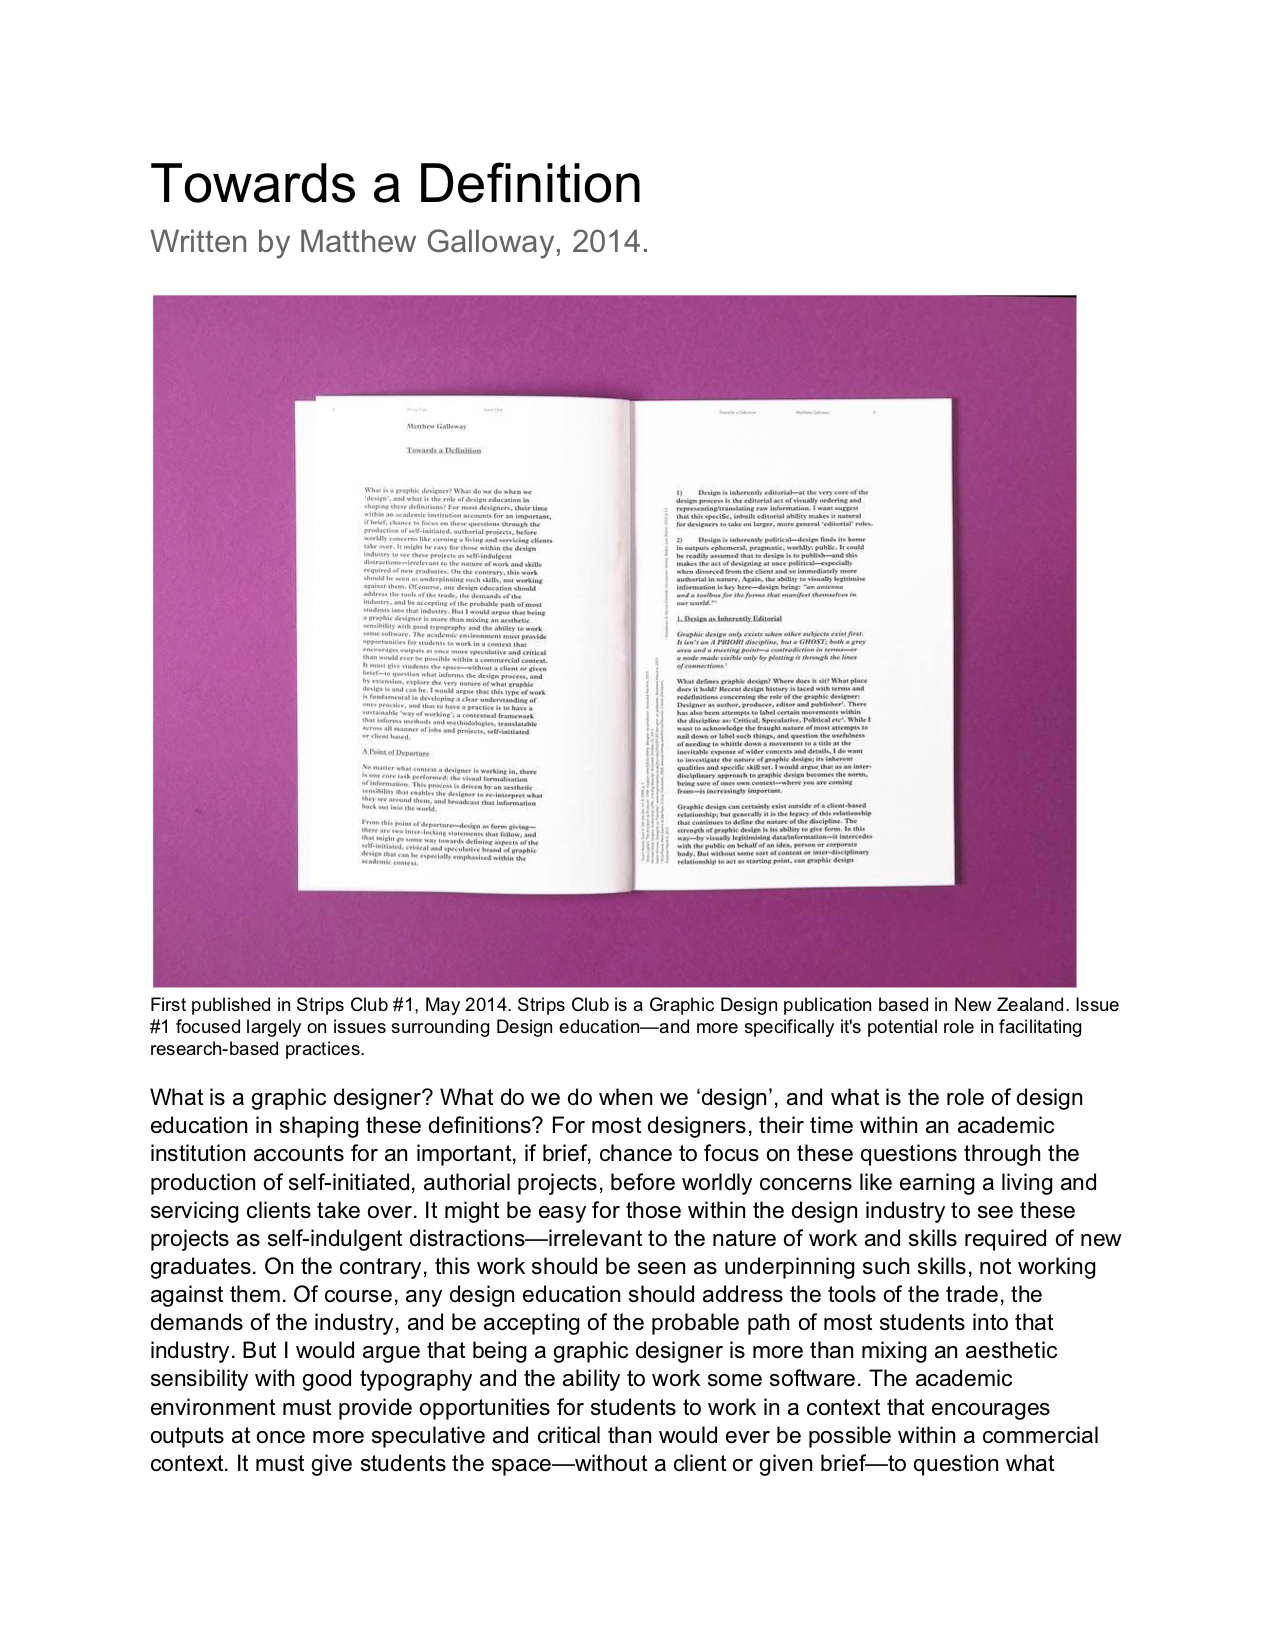 Towards a Definition
Written by Matthew Galloway, 2014.
Matthew Galloway
Towards a Definition
What is a graphic designer? What do we do when we
‘design’, and what is the role of design education in
shaping these definitions? For most designers, their time
within an academic institution accounts for an important,
if brief, chance to focus on these questions through the
production of self-initiated, authorial projects, before
worldly concerns like earning a living and servicing clients
take over. It might be easy for those within the design
industry to see these projects as self-indulgent
distractions—irrelevant to the nature of work and skills
required of new graduates. On the contrary, this work
should be seen as underpinning such skills, not working
against them. Of course, any design education should
address the tools of the trade, the demands of the
industry, and be accepting of the probable path of most
students into that industry. But I would argue that being
a graphic designer is more than mixing an aesthetic
sensibility with good typography and the ability to work
some software. The academic environment must provide
opportunities for students to work in a context that
encourages outputs at once more speculative and critical
than would ever be possible within a commercial context.
It must give students the space—without a client or given
brief—to question what informs the design process, and
by extension, explore the very nature of what graphic
design is and can be. I would argue that this type of work
is fundamental in developing a clear understanding of
ones practice, and that to have a practice is to have a
sustainable ‘way of working’; a contextual framework
that informs methods and methodologies, translatable
across all manner of jobs and projects, self-initiated
or client based.
A Point of Departure
No matter what context a designer is working in, there
is one core task performed: the visual formalisation
of information. This process is driven by an aesthetic
sensibility that enables the designer to re-interpret what
they see around them, and broadcast that information
back out into the world.
From this point of departure—design as form giving—
there are two inter-locking statements that follow, and
that might go some way towards defining aspects of the
self-initiated, critical and speculative brand of graphic
design that can be especially emphasised within the
academic context.
Towards a Definition Matthew Galloway
1) Design is inherently editorial—at the very core of the
design process is the editorial act of visually ordering and
representing/translating raw information. I want suggest
that this specific, inbuilt editorial ability makes it natural
for designers to take on larger, more general ‘editorial’ roles.
2) Design is inherently political—design finds its home
in outputs ephemeral, pragmatic, worldly; public. It could
be readily assumed that to design is to publish—and this
makes the act of designing at once political—especially
when divorced from the client and so immediately more
authorial in nature. Again, the ability to visually legitimise
information is key here—design being: “an antenna
and a toolbox for the forms that manifest themselves in
our world.”¹
1. Design as Inherently Editorial
Graphic design only exists when other subjects exist first.
It isn't an A PRIORI discipline, but a GHOST; both a grey
area and a meeting point—a contradiction in terms—or
a node made visible only by plotting it through the lines
of connections.²
What defines graphic design? Where does it sit? What place
does it hold? Recent design history is laced with terms and
redefinitions concerning the role of the graphic designer:
Designer as author, producer, editor and publisher³. There
has also been attempts to label certain movements within
the discipline as: Critical, Speculative, Political etc⁴. While I
want to acknowledge the fraught nature of most attempts to
nail down or label such things, and question the usefulness
of needing to whittle down a movement to a title at the
inevitable expense of wider contexts and details, I do want
to investigate the nature of graphic design; its inherent
qualities and specific skill set. I would argue that as an inter-
disciplinary approach to graphic design becomes the norm,
being sure of ones own context—where you are coming
from—is increasingly important.
Graphic design can certainly exist outside of a client-based
relationship; but generally it is the legacy of this relationship
that continues to define the nature of the discipline. The
strength of graphic design is its ability to give form. In this
way—by visually legitimising data/information—it intercedes
with the public on behalf of an idea, person or corporate
body. But without some sort of content or inter-disciplinary
relationship to act as starting point, can graphic design
First published in Strips Club #1, May 2014. Strips Club is a Graphic Design publication based in New Zealand. Issue
#1 focused largely on issues surrounding Design education—and more specifically it's potential role in facilitating
research-based practices.
What is a graphic designer? What do we do when we ‘design’, and what is the role of design
education in shaping these definitions? For most designers, their time within an academic
institution accounts for an important, if brief, chance to focus on these questions through the
production of self-initiated, authorial projects, before worldly concerns like earning a living and
servicing clients take over. It might be easy for those within the design industry to see these
projects as self-indulgent distractions—irrelevant to the nature of work and skills required of new
graduates. On the contrary, this work should be seen as underpinning such skills, not working
against them. Of course, any design education should address the tools of the trade, the
demands of the industry, and be accepting of the probable path of most students into that
industry. But I would argue that being a graphic designer is more than mixing an aesthetic
sensibility with good typography and the ability to work some software. The academic
environment must provide opportunities for students to work in a context that encourages
outputs at once more speculative and critical than would ever be possible within a commercial
context. It must give students the space—without a client or given brief—to question what